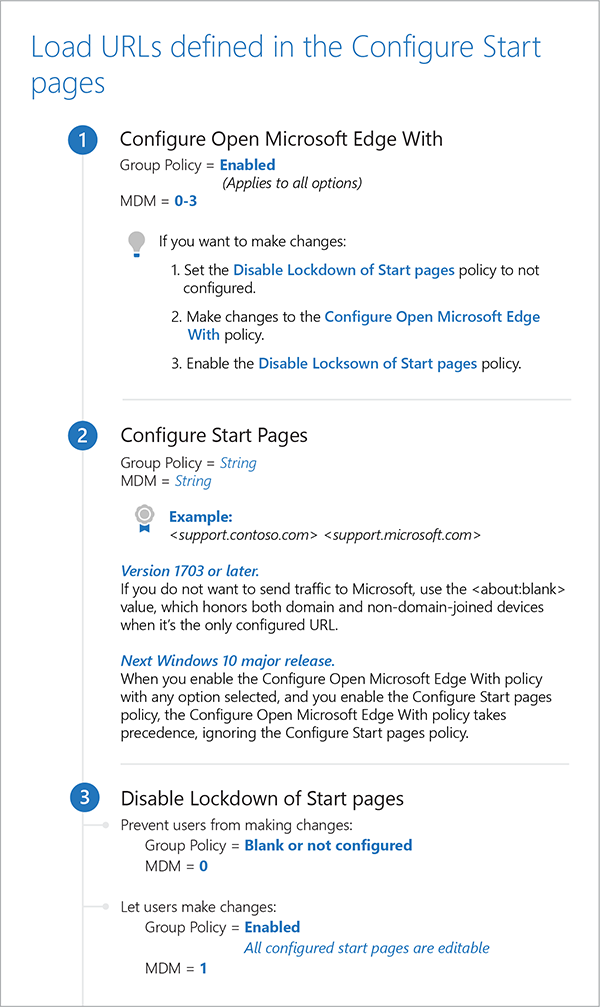 Load URLs defined in the Configure Start
pages
1
Configure Open Microsoft Edge With
Group Policy = Enabled
(Applies to all options)
MDM = 0-3
If you want to make changes:
1. Set the Disable Lockdown of Start pages policy to not
configured.
2. Make changes to the Configure Open Microsoft Edge
With policy.
3. Enable the Disable Locksown of Start pages policy.
2
Configure Start Pages
Group Policy = String
MDM = String
Example:
<support.contoso.com> <support.microsoft.com>
Version 1703 or later.
If you do not want to send traffic to Microsoft, use the <about:blank>
value, which honors both domain and non-domain-joined devices
when it's the only configured URL.
Next Windows 10 major release.
When you enable the Configure Open Microsoft Edge With policy
with any option selected, and you enable the Configure Start pages
policy, the Configure Open Microsoft Edge With policy takes
precedence, ignoring the Configure Start pages policy.
3
Disable Lockdown of Start pages
Prevent users from making changes:
Group Policy = Blank or not configured
MDM = 0
Let users make changes:
Group Policy = Enabled
All configured start pages are editable
MDM = 1